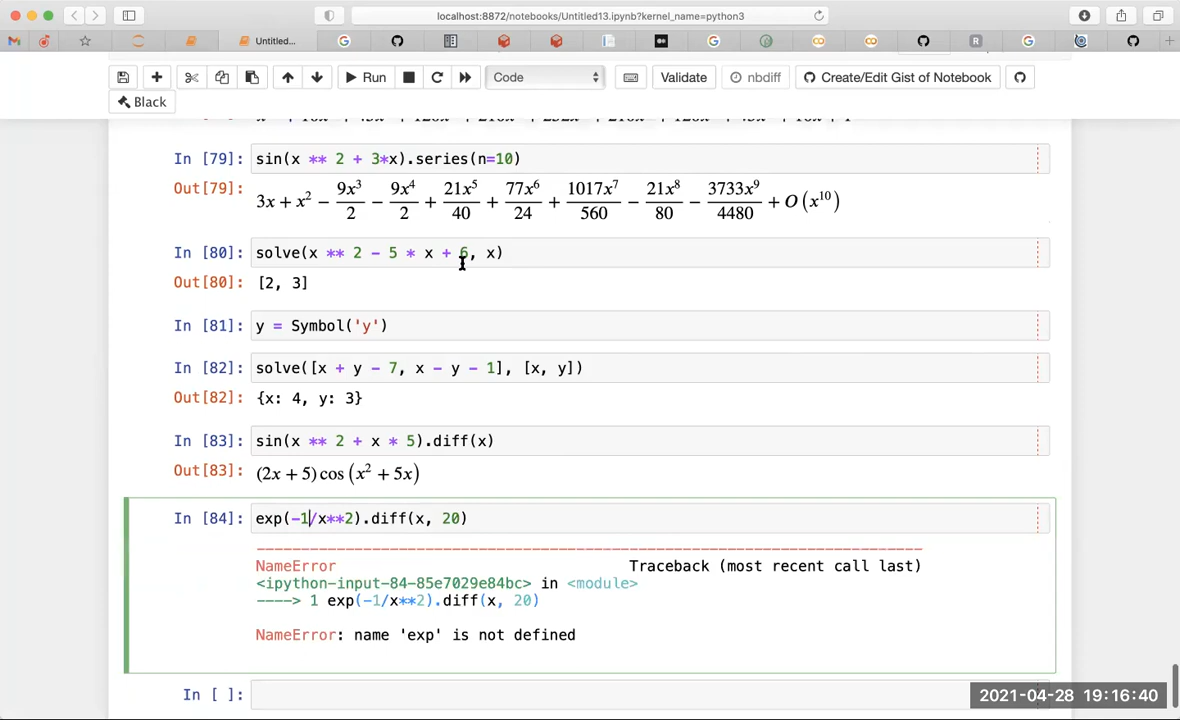 localhost:8872/notebooks/Untitled13.ipynb?kernel_name=python3
Untitled...
Run
Code
Validate
nbdiff
Create/Edit Gist of Notebook
Black
In [79]: sin(x ** 2 + 3*x).series(n=10)
Out[79]: 3x + x² − 9x³/2 − 9x⁴/2 + 21x⁵/40 + 77x⁶/24 + 1017x⁷/560 − 21x⁸/80 − 3733x⁹/4480 + O(x¹⁰)
In [80]: solve(x ** 2 - 5 * x + 6, x)
Out[80]: [2, 3]
In [81]: y = Symbol('y')
In [82]: solve([x + y - 7, x - y - 1], [x, y])
Out[82]: {x: 4, y: 3}
In [83]: sin(x ** 2 + x * 5).diff(x)
Out[83]: (2x + 5) cos (x² + 5x)
In [84]: exp(-1/x**2).diff(x, 20)
---------------------------------------------------------------------------
NameError Traceback (most recent call last)
<ipython-input-84-85e7029e84bc> in <module>
----> 1 exp(-1/x**2).diff(x, 20)
NameError: name 'exp' is not defined
In [ ]:
2021-04-28 19:16:40